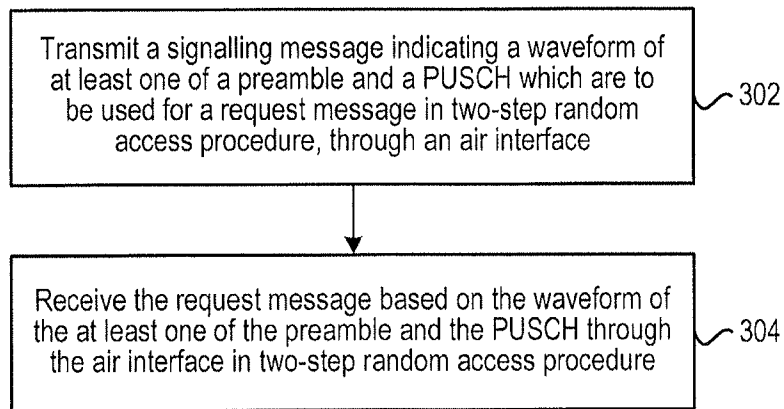 Transmit a signalling message indicating a waveform of
at least one of a preamble and a PUSCH which are to
be used for a request message in two-step random
access procedure, through an air interface
302
Receive the request message based on the waveform of
the at least one of the preamble and the PUSCH through
the air interface in two-step random access procedure
304